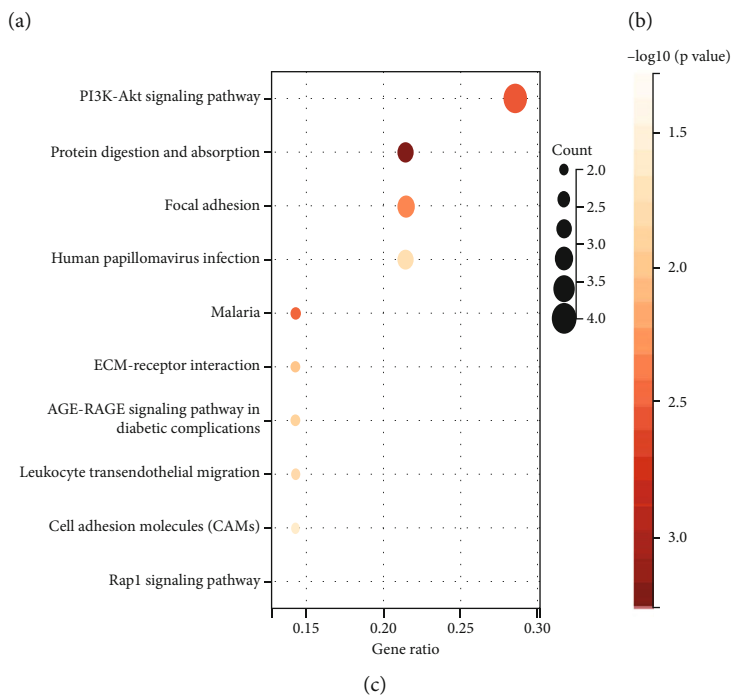 (a)
(b)
−log10 (p value)
PI3K-Akt signaling pathway
Protein digestion and absorption
Focal adhesion
Human papillomavirus infection
Malaria
ECM-receptor interaction
AGE-RAGE signaling pathway in
diabetic complications
Leukocyte transendothelial migration
Cell adhesion molecules (CAMs)
Rap1 signaling pathway
0.15
0.20
0.25
0.30
Gene ratio
Count
2.0
2.5
3.0
3.5
4.0
1.5
2.0
2.5
3.0
(c)